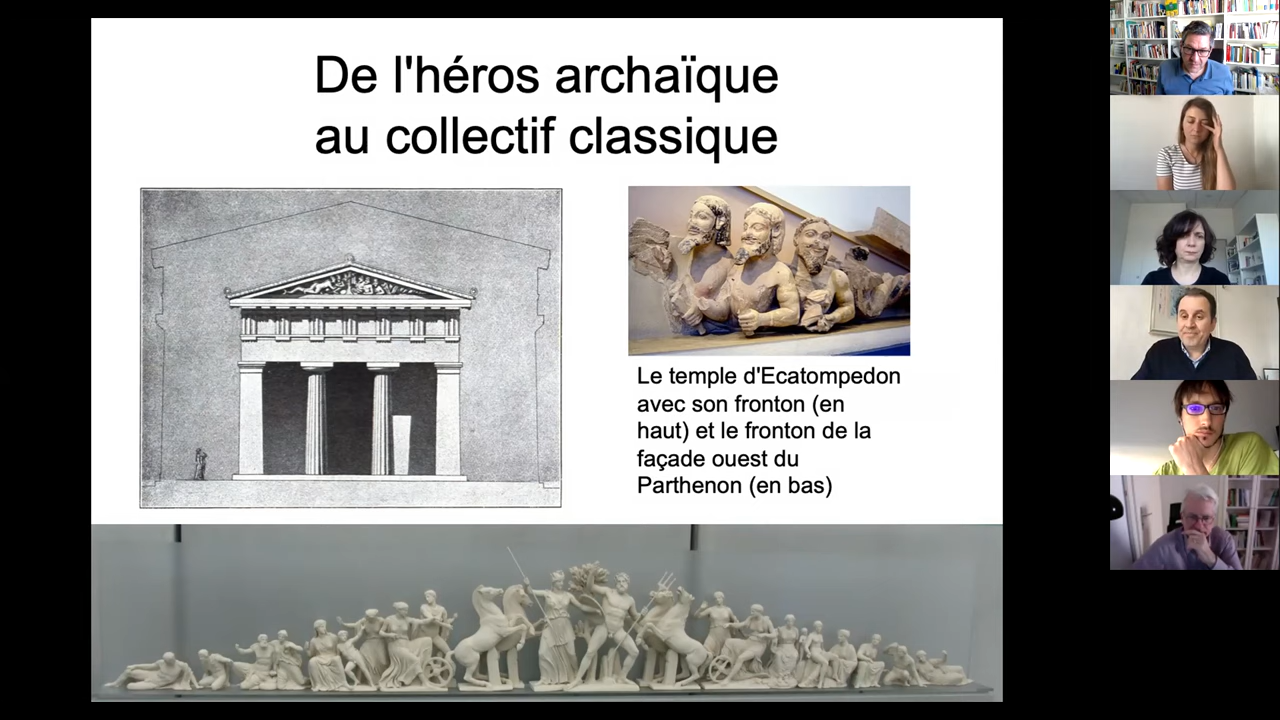 De l'héros archaïque
au collectif classique
Le temple d'Ecatompedon
avec son fronton (en
haut) et le fronton de la
façade ouest du
Parthenon (en bas)